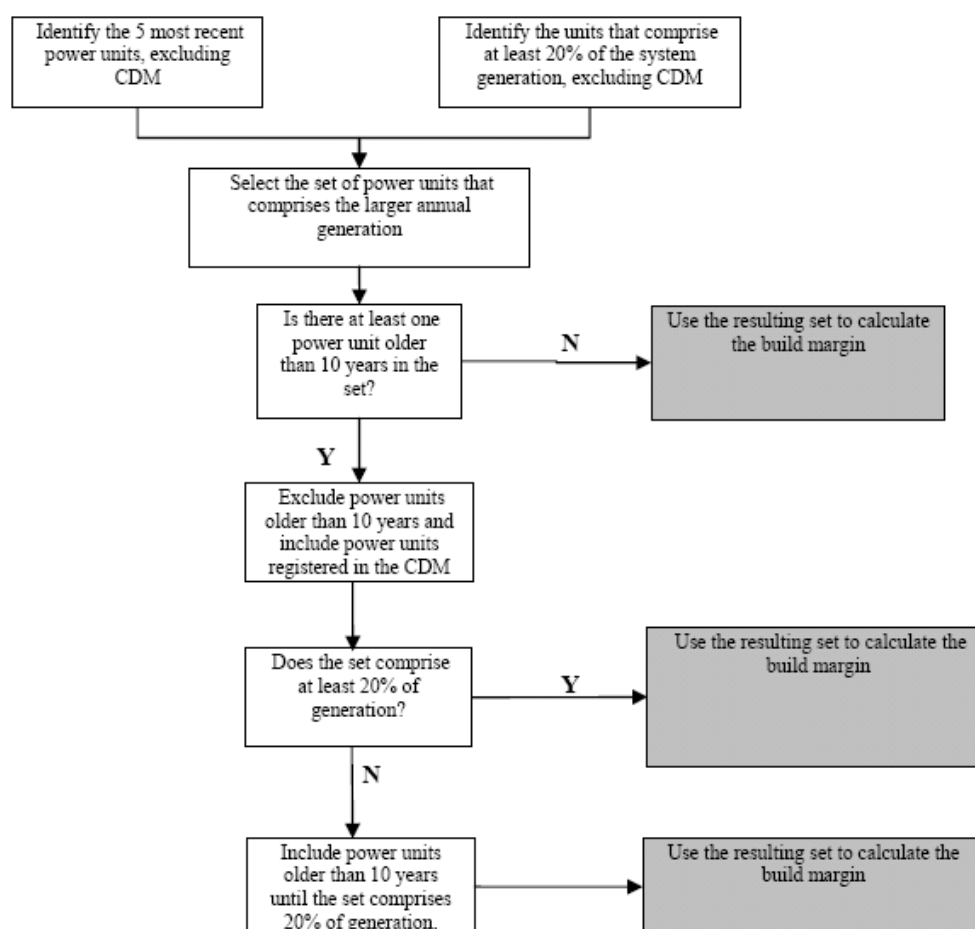 Identify the 5 most recent
power units, excluding
CDM
Identify the units that comprise
at least 20% of the system
generation, excluding CDM
Select the set of power units that
comprises the larger annual
generation
Is there at least one
power unit older
than 10 years in the
set?
N
Use the resulting set to calculate
the build margin
Y
Exclude power units
older than 10 years and
include power units
registered in the CDM
Does the set comprise
at least 20% of
generation?
Y
Use the resulting set to calculate the
build margin
N
Include power units
older than 10 years
until the set comprises
20% of generation.
Use the resulting set to calculate the
build margin